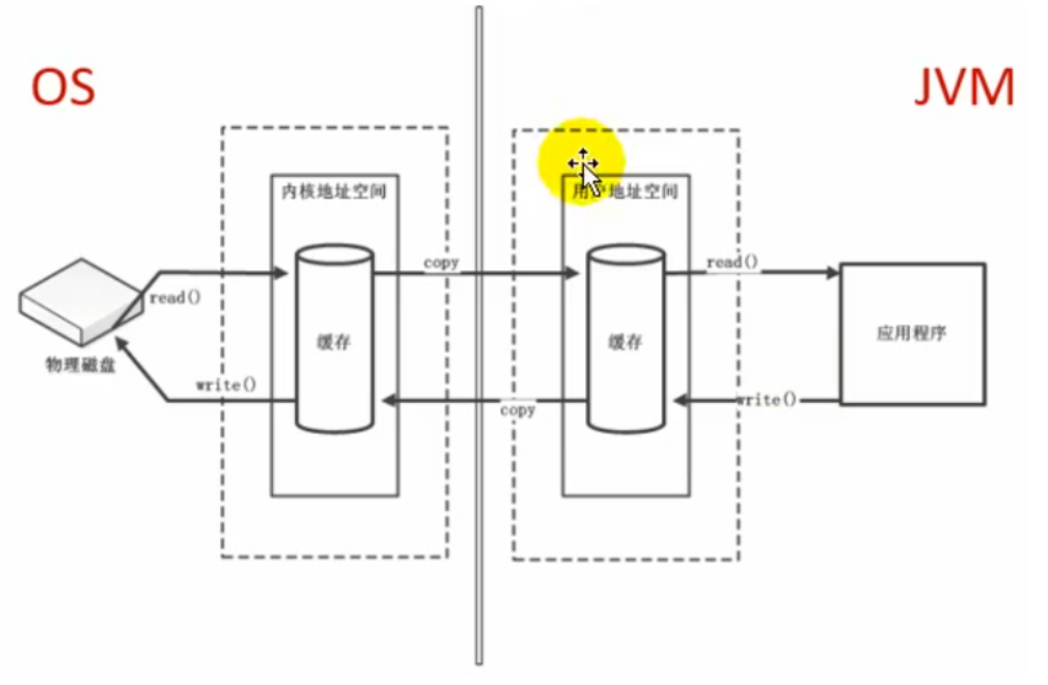 OS
JVM
内核地址空间
用户地址空间
copy
read()
read()
缓存
缓存
应用程序
物理磁盘
write()
copy
write()